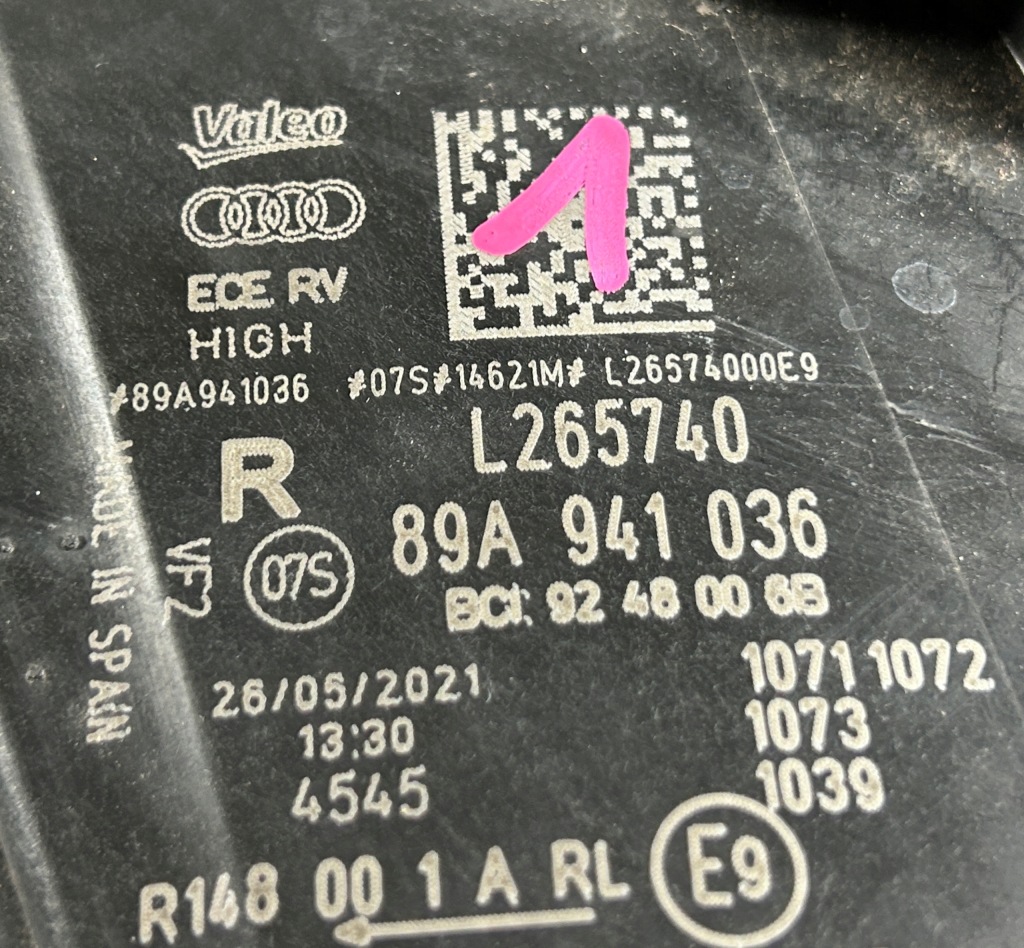 Valeo
1
ECE RV
HIGH
#89A941036 #07S#14621M# L26574000E9
L265740
R
89A 941 036
07S
VF2
MADE IN SPAIN
BCI: 92 48 00 6B
26/05/2021
13:30
4545
1071 1072
1073
1039
R148 00 1 A RL
E9